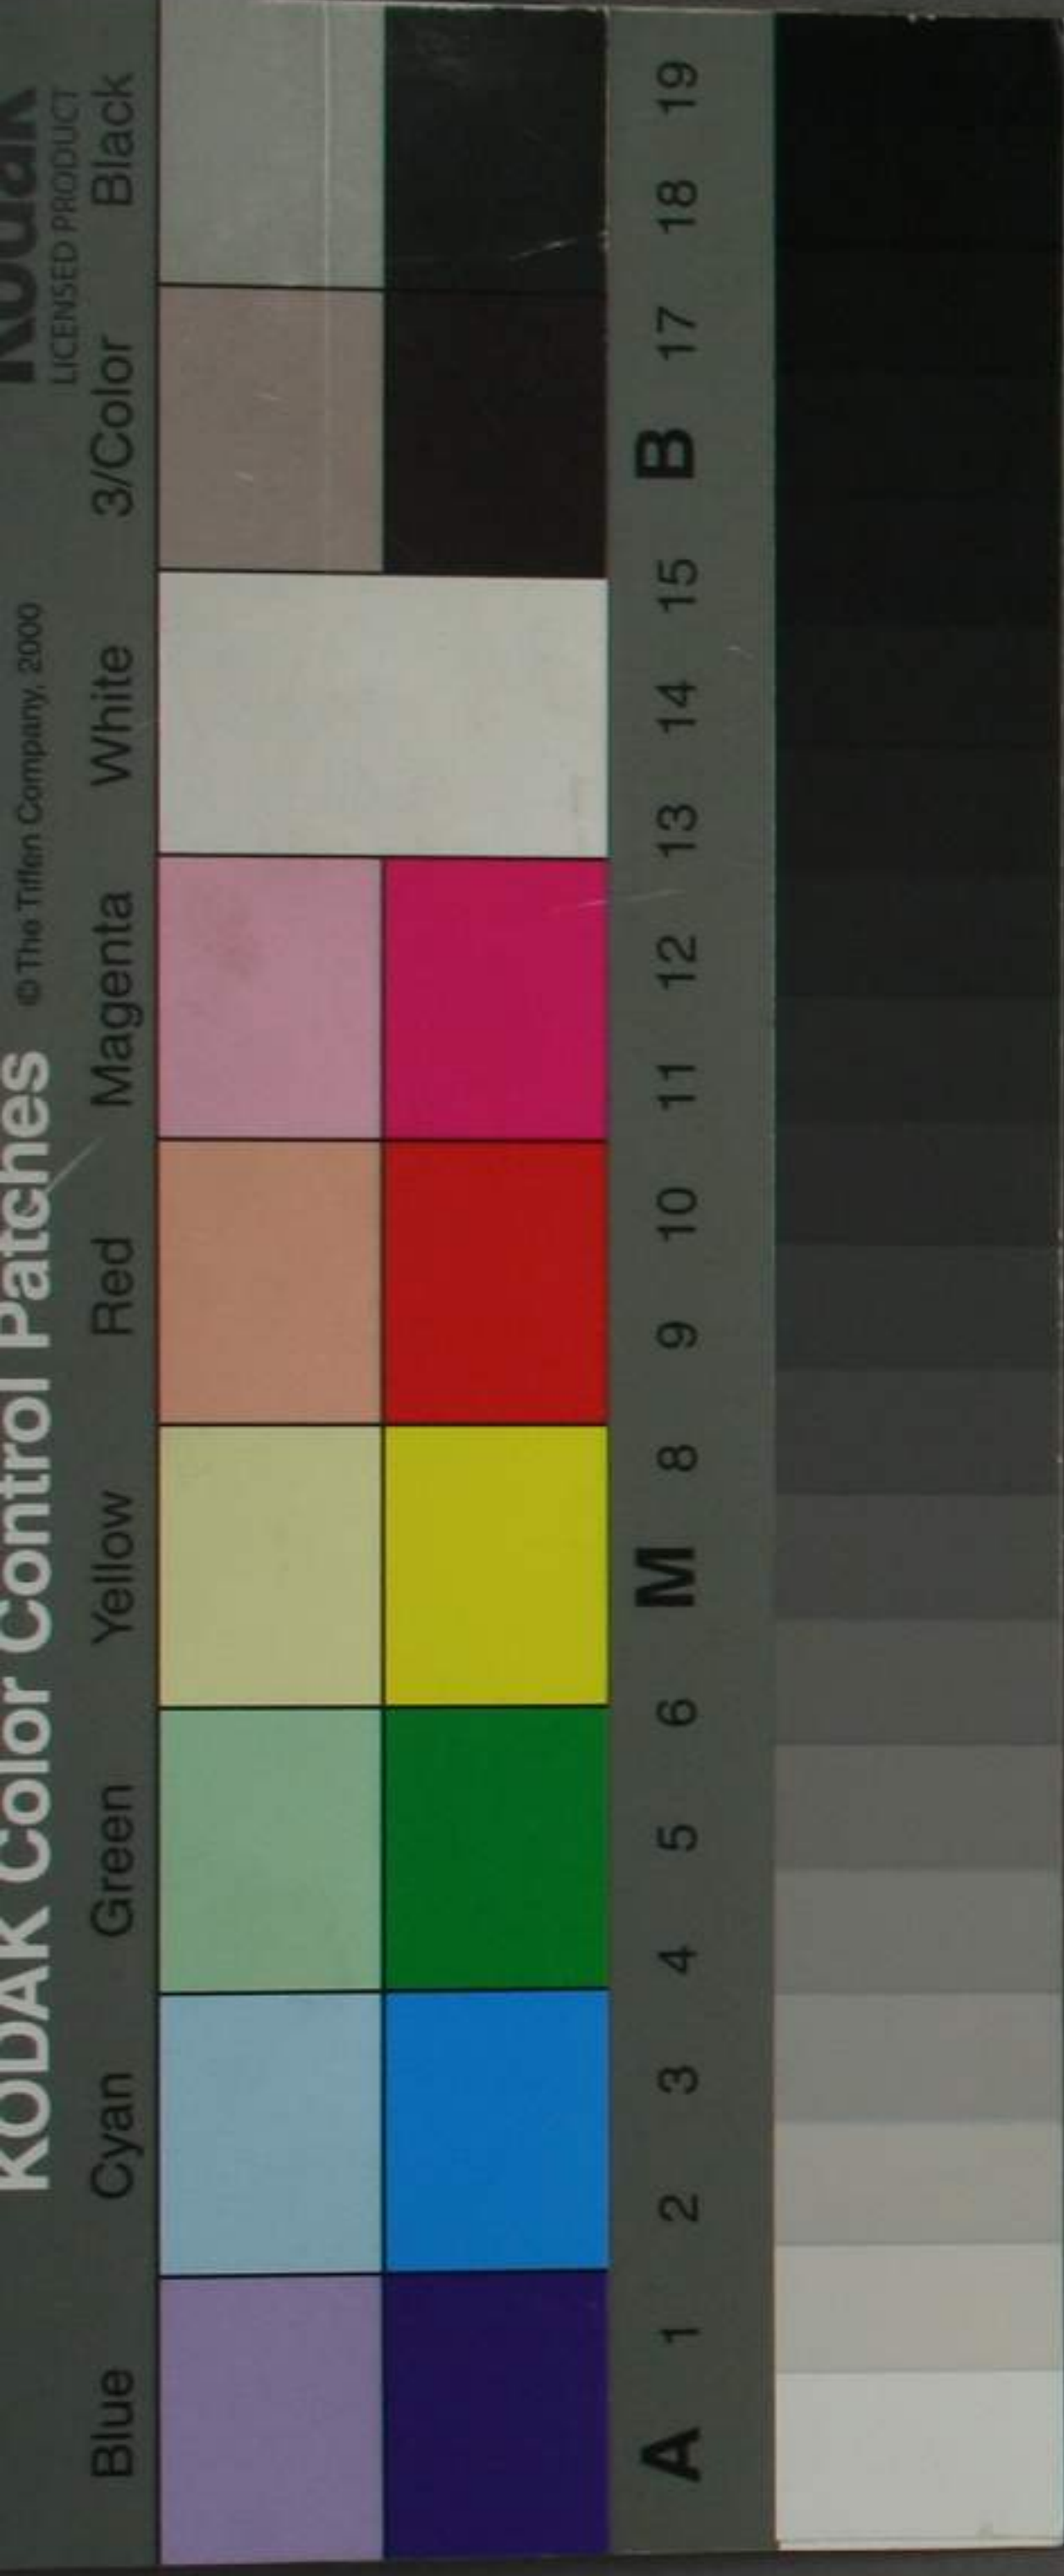 KODAK Color Control Patches © The Tiffen Company, 2000 Kodak
LICENSED PRODUCT
Blue Cyan Green Yellow Red Magenta White 3/Color Black
A 1 2 3 4 5 6 M 8 9 10 11 12 13 14 15 B 17 18 19